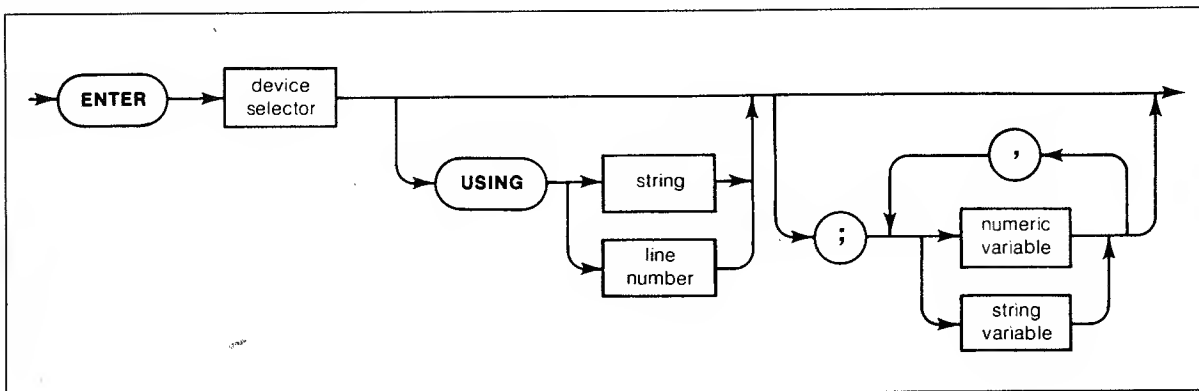 ENTER
device
selector
USING
string
line
number
;
,
numeric
variable
string
variable